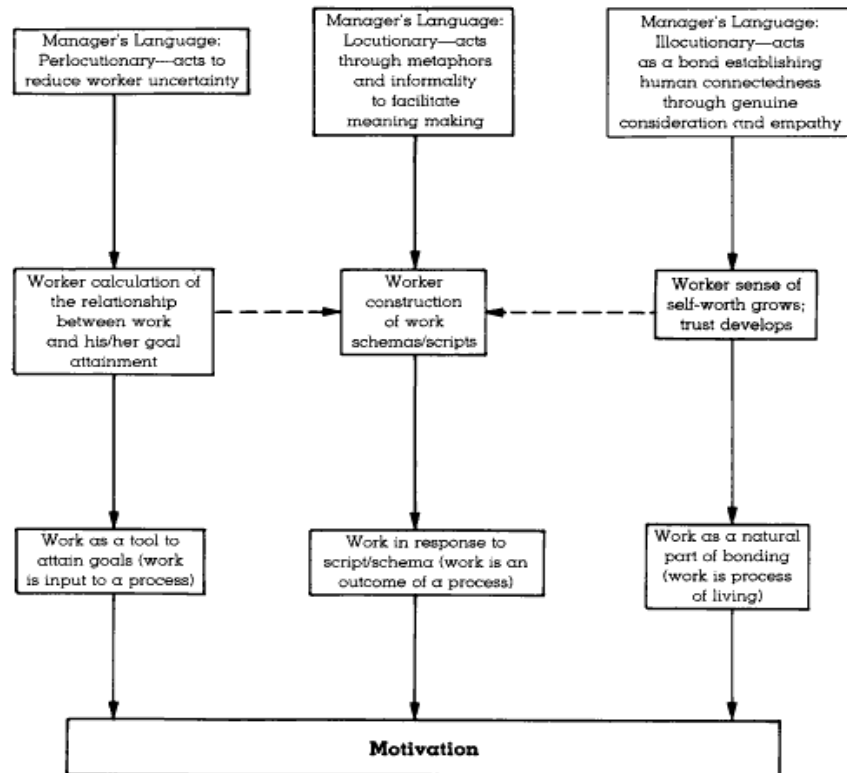 Manager's Language:
Perlocutionary—acts to
reduce worker uncertainty
Manager's Language:
Locutionary—acts
through metaphors
and informality
to facilitate
meaning making
Manager's Language:
Illocutionary—acts
as a bond establishing
human connectedness
through genuine
consideration and empathy
Worker calculation of
the relationship
between work
and his/her goal
attainment
Worker
construction
of work
schemas/scripts
Worker sense of
self-worth grows;
trust develops
Work as a tool to
attain goals (work
is input to a process)
Work in response to
script/schema (work is an
outcome of a process)
Work as a natural
part of bonding
(work is process
of living)
Motivation